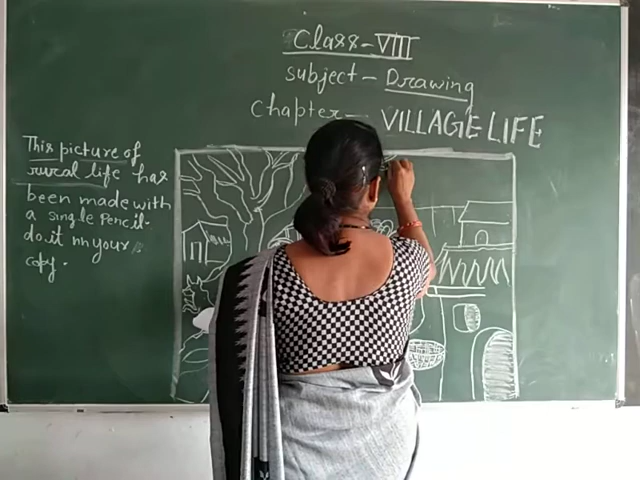 Class-VIII
Subject - Drawing
Chapter - VILLAGE LIFE
This picture of
rural life has
been made with
a single Pencil.
do it in your
copy.